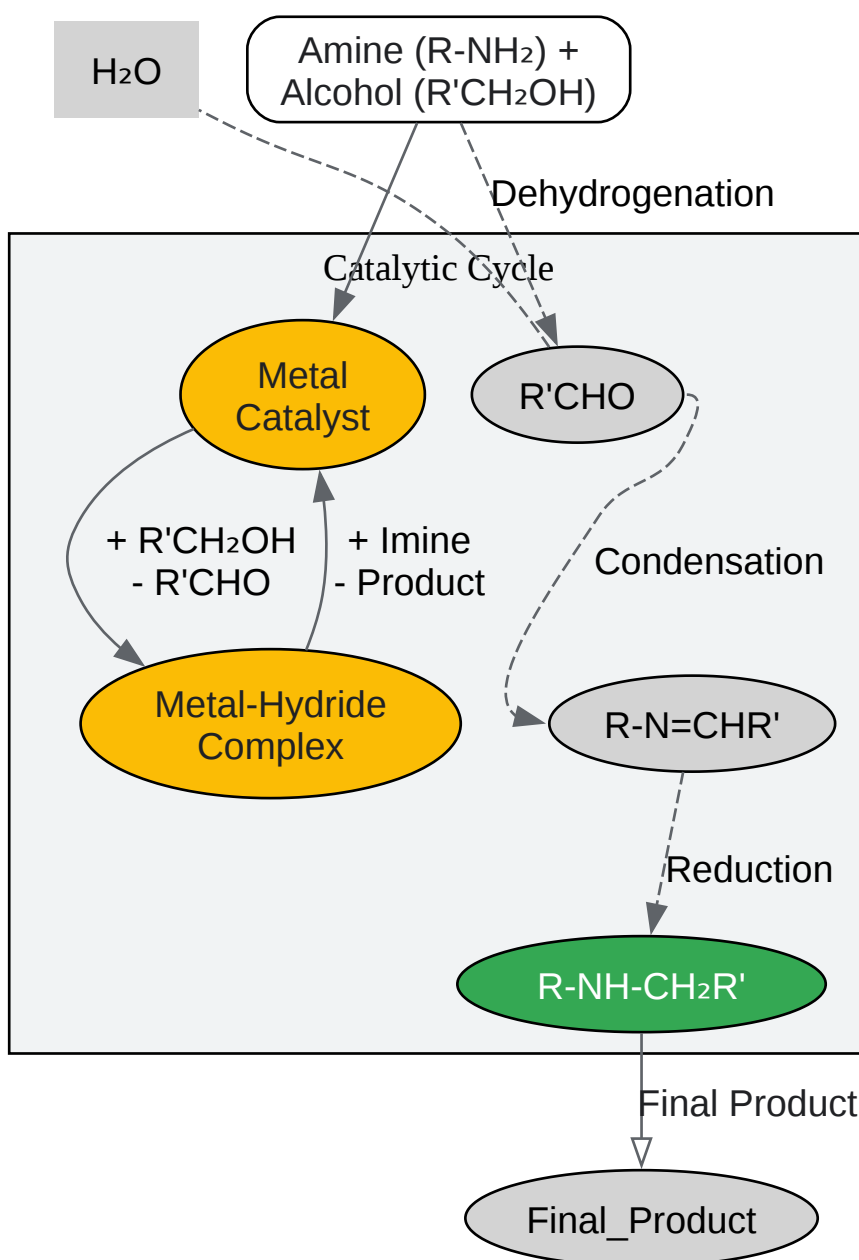 H₂O
Amine (R-NH₂) +
Alcohol (R'CH₂OH)
Dehydrogenation
Catalytic Cycle
Metal
Catalyst
R'CHO
+ R'CH₂OH
- R'CHO
+ Imine
- Product
Condensation
Metal-Hydride
Complex
R-N=CHR'
Reduction
R-NH-CH₂R'
Final Product
Final_Product